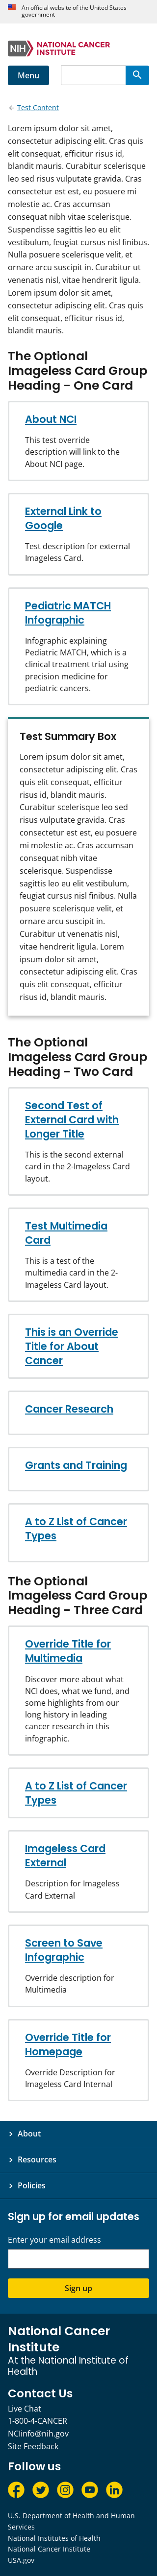 An official website of the United States
government
NIH
NATIONAL CANCER
INSTITUTE
Menu
Test Content
Lorem ipsum dolor sit amet,
consectetur adipiscing elit. Cras quis
elit consequat, efficitur risus id,
blandit mauris. Curabitur scelerisque
leo sed risus vulputate gravida. Cras
consectetur est est, eu posuere mi
molestie ac. Cras accumsan
consequat nibh vitae scelerisque.
Suspendisse sagittis leo eu elit
vestibulum, feugiat cursus nisl finibus.
Nulla posuere scelerisque velit, et
ornare arcu suscipit in. Curabitur ut
venenatis nisl, vitae hendrerit ligula.
Lorem ipsum dolor sit amet,
consectetur adipiscing elit. Cras quis
elit consequat, efficitur risus id,
blandit mauris.
The Optional
Imageless Card Group
Heading - One Card
About NCI
This test override
description will link to the
About NCI page.
External Link to
Google
Test description for external
Imageless Card.
Pediatric MATCH
Infographic
Infographic explaining
Pediatric MATCH, which is a
clinical treatment trial using
precision medicine for
pediatric cancers.
Test Summary Box
Lorem ipsum dolor sit amet,
consectetur adipiscing elit. Cras
quis elit consequat, efficitur
risus id, blandit mauris.
Curabitur scelerisque leo sed
risus vulputate gravida. Cras
consectetur est est, eu posuere
mi molestie ac. Cras accumsan
consequat nibh vitae
scelerisque. Suspendisse
sagittis leo eu elit vestibulum,
feugiat cursus nisl finibus. Nulla
posuere scelerisque velit, et
ornare arcu suscipit in.
Curabitur ut venenatis nisl,
vitae hendrerit ligula. Lorem
ipsum dolor sit amet,
consectetur adipiscing elit. Cras
quis elit consequat, efficitur
risus id, blandit mauris.
The Optional
Imageless Card Group
Heading - Two Card
Second Test of
External Card with
Longer Title
This is the second external
card in the 2-Imageless Card
layout.
Test Multimedia
Card
This is a test of the
multimedia card in the 2-
Imageless Card layout.
This is an Override
Title for About
Cancer
Cancer Research
Grants and Training
A to Z List of Cancer
Types
The Optional
Imageless Card Group
Heading - Three Card
Override Title for
Multimedia
Discover more about what
NCI does, what we fund, and
some highlights from our
long history in leading
cancer research in this
infographic.
A to Z List of Cancer
Types
Imageless Card
External
Description for Imageless
Card External
Screen to Save
Infographic
Override description for
Multimedia
Override Title for
Homepage
Override Description for
Imageless Card Internal
About
Resources
Policies
Sign up for email updates
Enter your email address
Sign up
National Cancer
Institute
At the National Institute of
Health
Contact Us
Live Chat
1-800-4-CANCER
NCIinfo@nih.gov
Site Feedback
Follow us
U.S. Department of Health and Human
Services
National Institutes of Health
National Cancer Institute
USA.gov